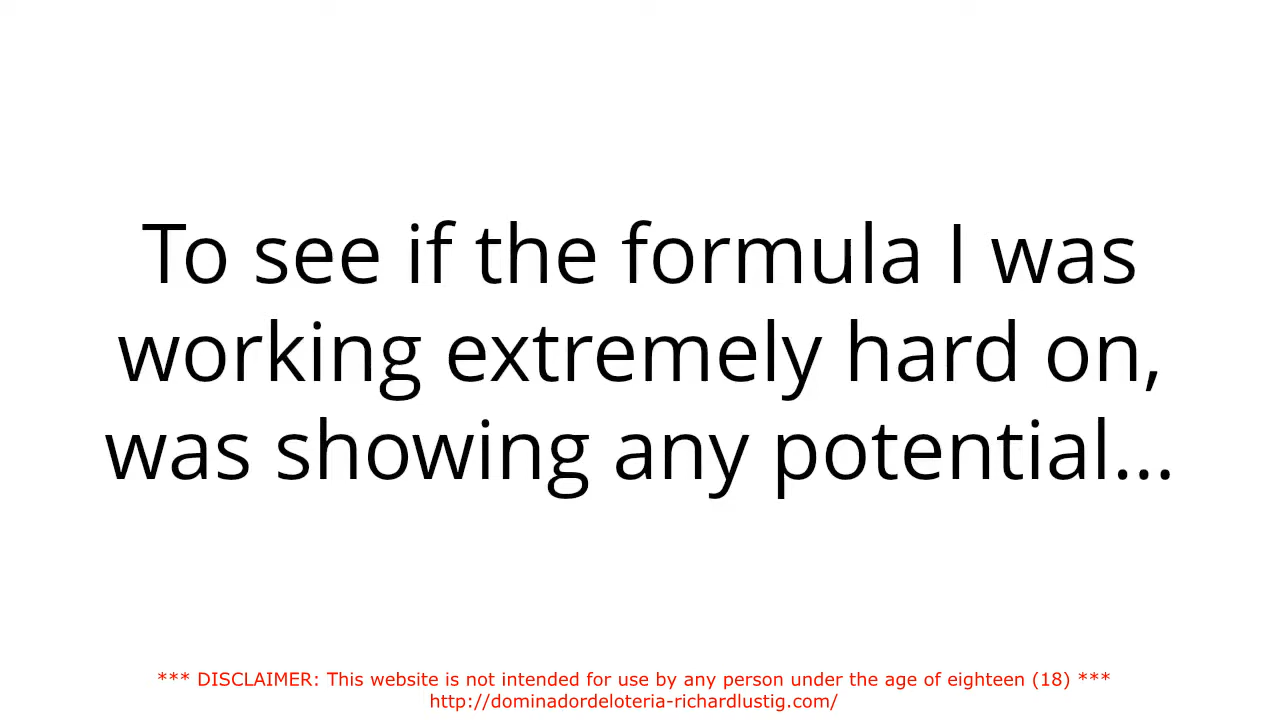 To see if the formula I was
working extremely hard on,
was showing any potential...
*** DISCLAIMER: This website is not intended for use by any person under the age of eighteen (18) ***
http://dominadordeloteria-richardlustig.com/